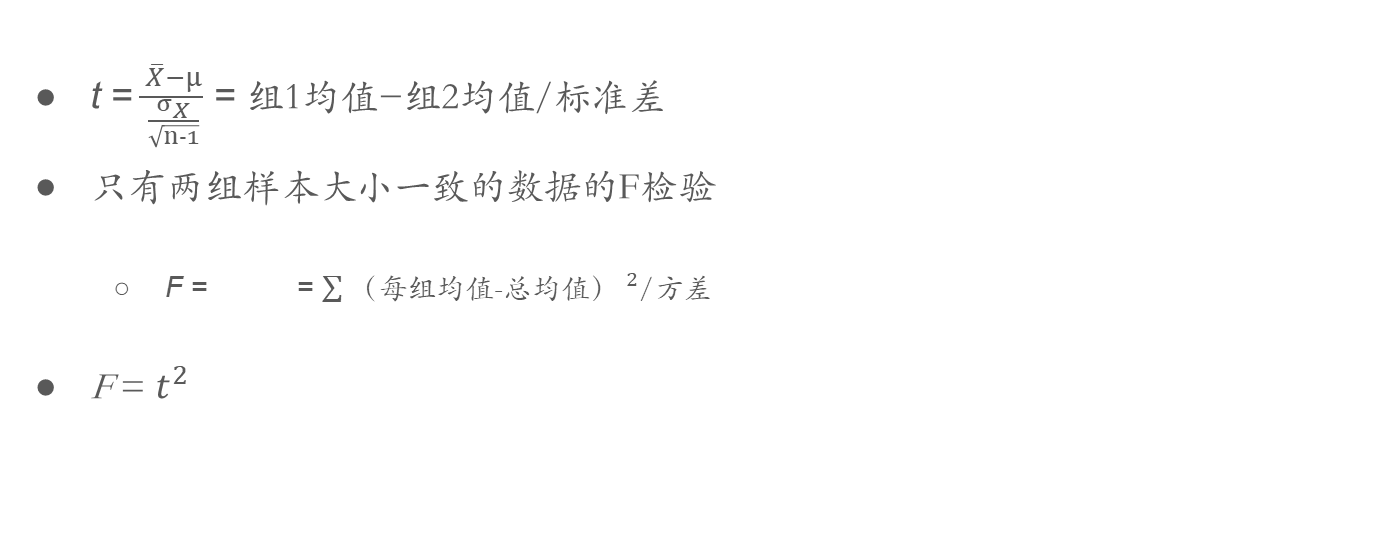 ● t = X̄−μ / (σX / √n-1) = 组1均值−组2均值/标准差
● 只有两组样本大小一致的数据的F检验
○ F = = ∑（每组均值-总均值）²/方差
● F = t²